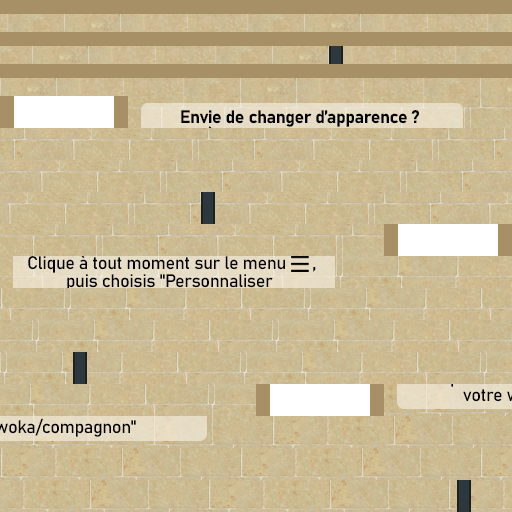 Envie de changer d'apparence ?
Clique à tout moment sur le menu ☰,
puis choisis "Personnaliser
votre
woka/compagnon"